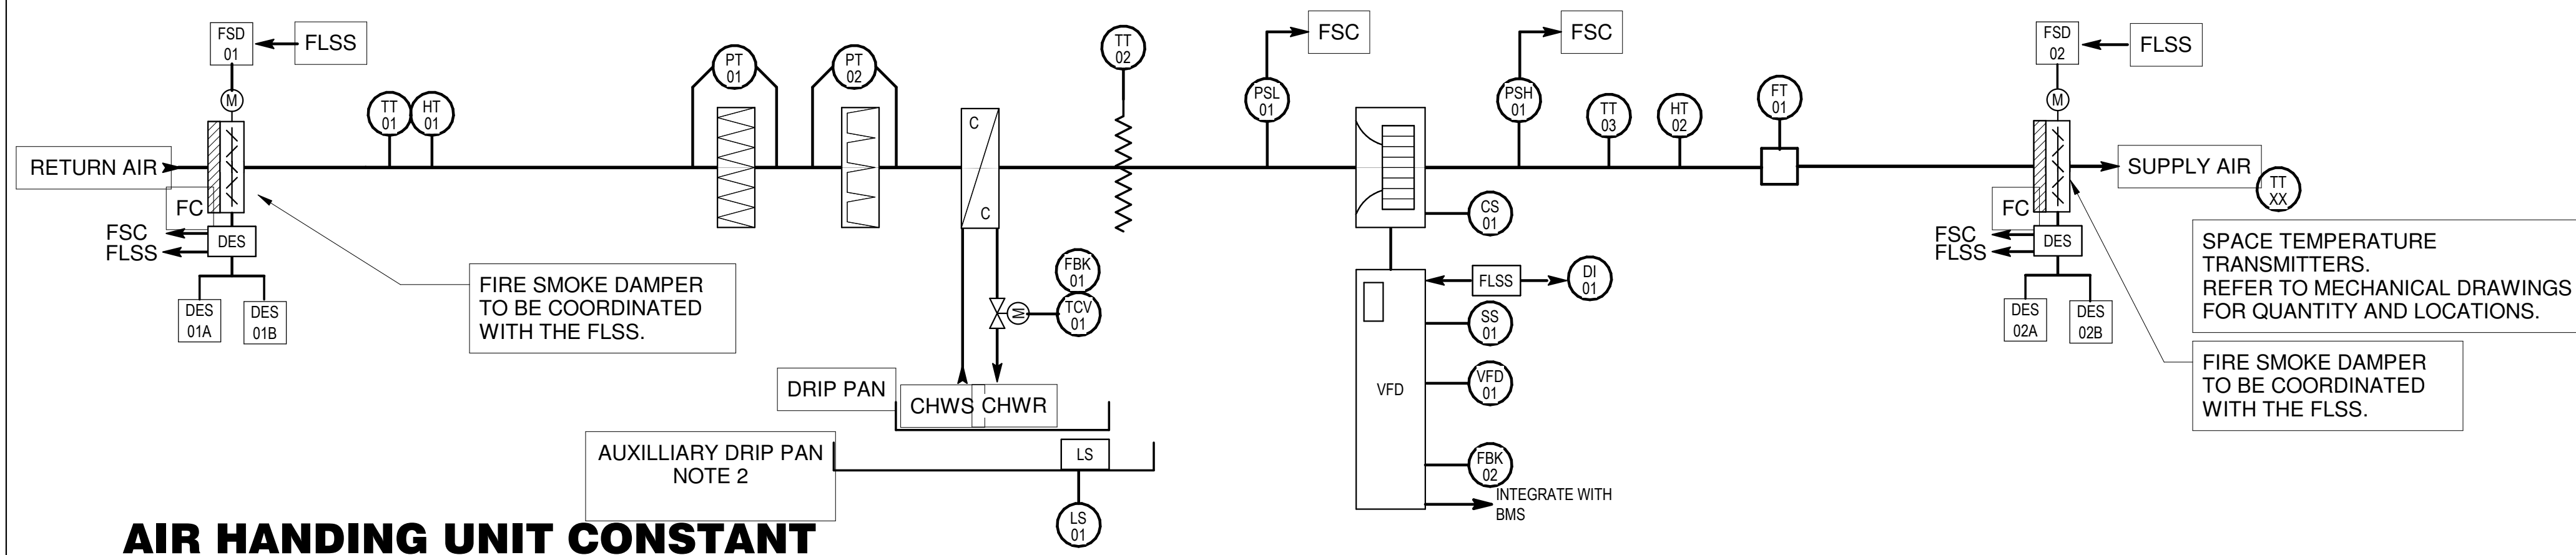 FSD
01
FLSS
M
TT
01
HT
01
RETURN AIR
FC
FSC
FLSS
DES
DES
01A
DES
01B
FIRE SMOKE DAMPER
TO BE COORDINATED
WITH THE FLSS.
PT
01
PT
02
C
C
TT
02
FBK
01
M
TCV
01
DRIP PAN
CHWS
CHWR
AUXILLIARY DRIP PAN
NOTE 2
LS
LS
01
PSL
01
FSC
CS
01
VFD
FLSS
DI
01
SS
01
VFD
01
FBK
02
INTEGRATE WITH
BMS
PSH
01
FSC
TT
03
HT
02
FT
01
FSD
02
FLSS
M
SUPPLY AIR
TT
XX
FC
FSC
FLSS
DES
DES
02A
DES
02B
SPACE TEMPERATURE
TRANSMITTERS.
REFER TO MECHANICAL DRAWINGS
FOR QUANTITY AND LOCATIONS.
FIRE SMOKE DAMPER
TO BE COORDINATED
WITH THE FLSS.
AIR HANDING UNIT CONSTANT